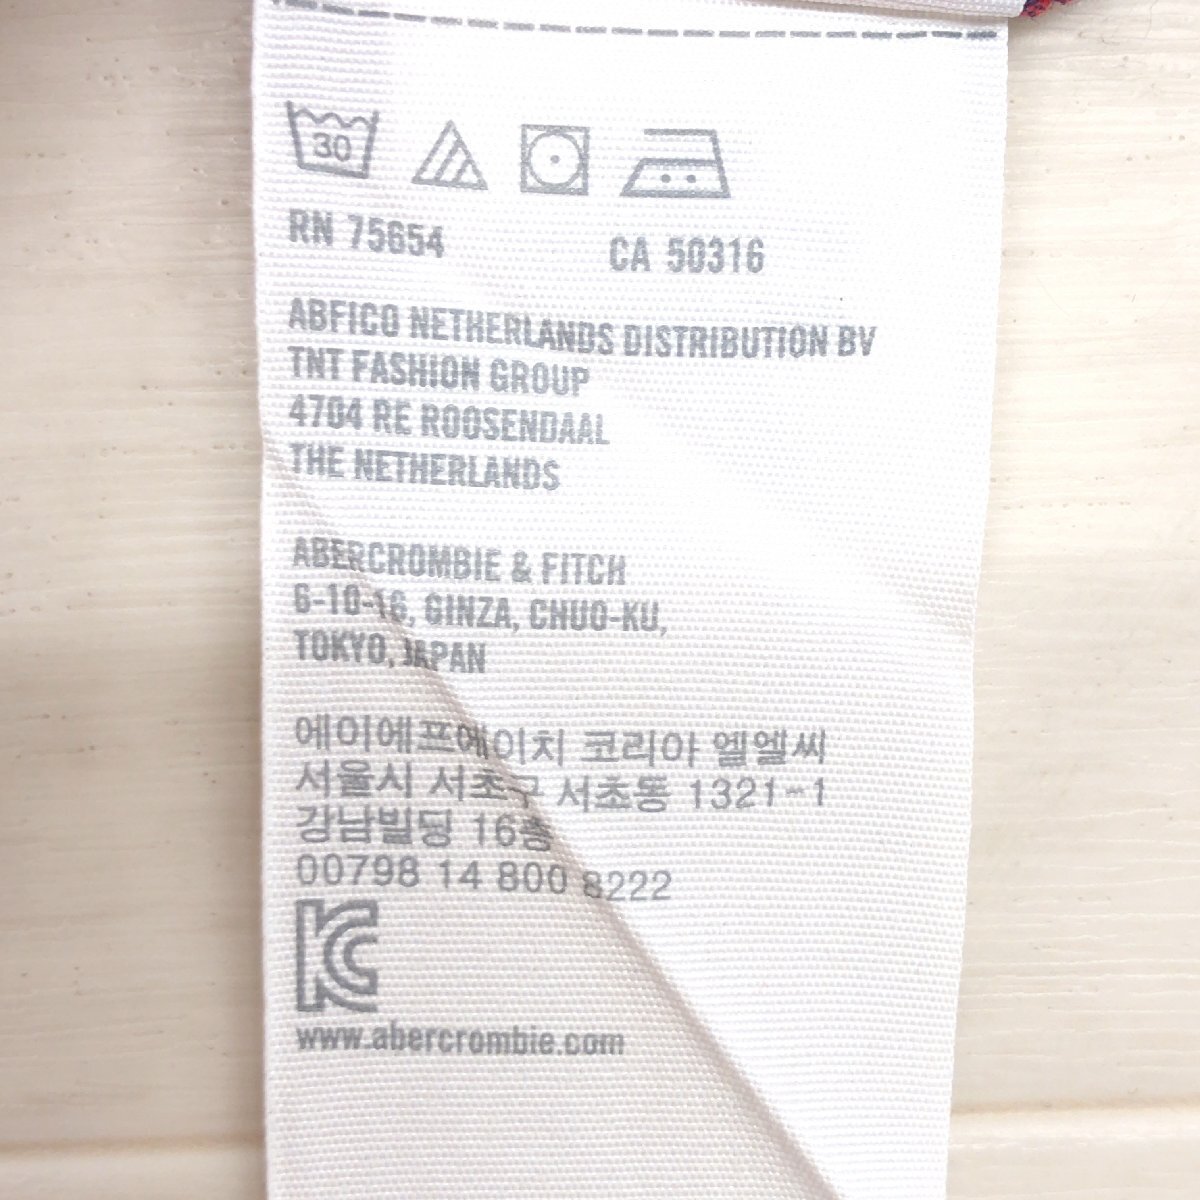 30
RN 75654 CA 50316
ABFICO NETHERLANDS DISTRIBUTION BV
TNT FASHION GROUP
4704 RE ROOSENDAAL
THE NETHERLANDS
ABERCROMBIE & FITCH
6-10-16, GINZA, CHUO-KU,
TOKYO, JAPAN
에이에프에이치 코리아 엘엘씨
서울시 서초구 서초동 1321-1
강남빌딩 16층
00798 14 800 8222
KC
www.abercrombie.com